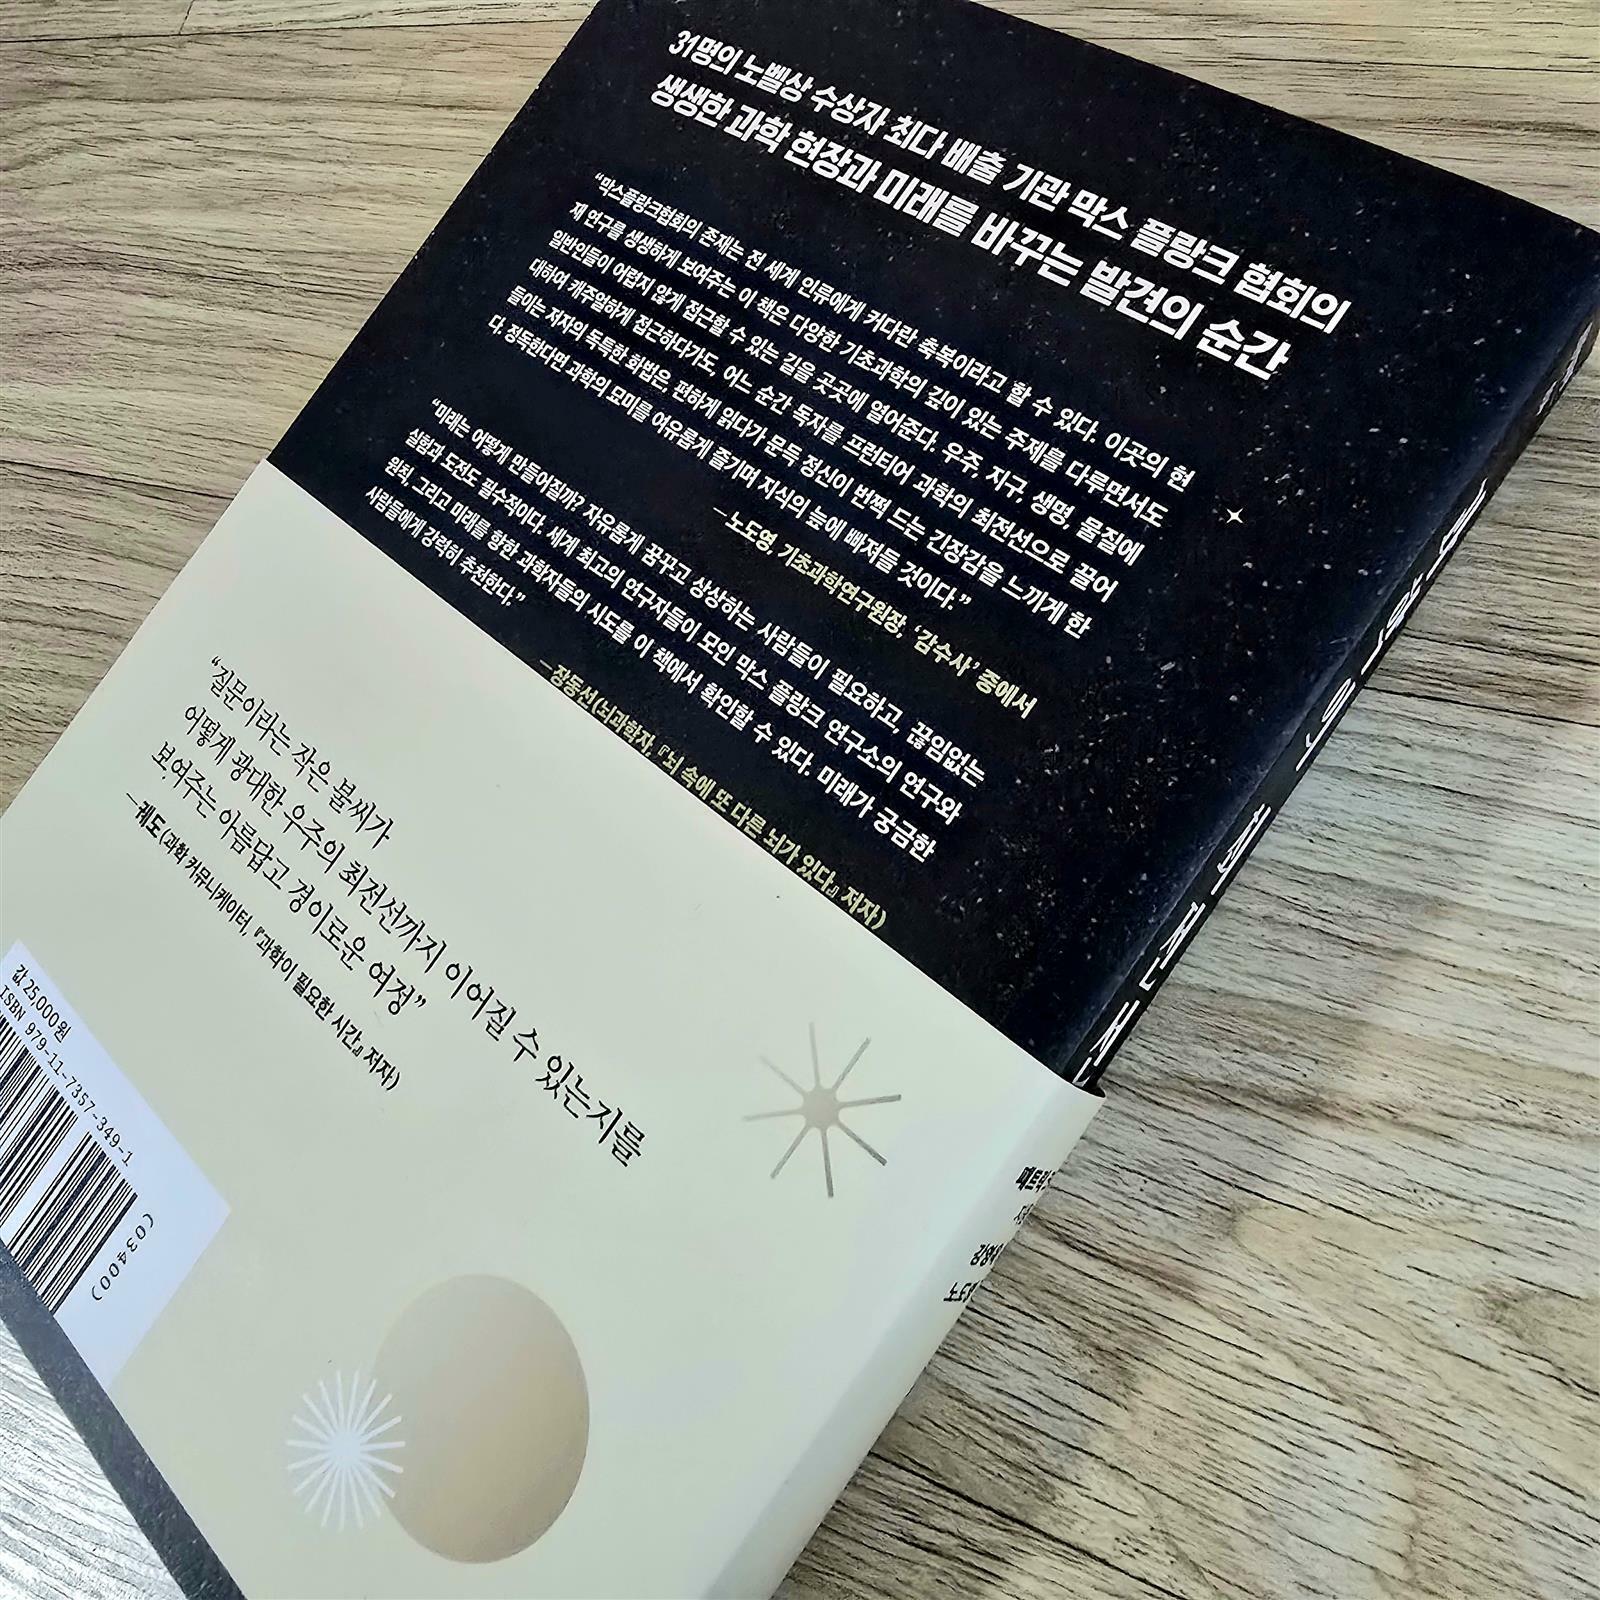 31명의 노벨상 수상자 최다 배출 기관 막스 플랑크 협회의
생생한 과학 현장과 미래를 바꾸는 발견의 순간
“막스플랑크협회의 존재는 전 세계 인류에게 커다란 축복이라고 할 수 있다. 이곳의 현
재 연구를 생생하게 보여주는 이 책은 다양한 기초과학의 깊이 있는 주제를 다루면서도
일반인들이 어렵지 않게 접근할 수 있는 길을 곳곳에 열어준다. 우주, 지구, 생명, 물질에
대하여 캐주얼하게 접근하다가도, 어느 순간 독자를 프런티어 과학의 최전선으로 끌어
들이는 저자의 독특한 화법은, 편하게 읽다가 문득 정신이 번쩍 드는 긴장감을 느끼게 한
다. 정독한다면 과학의 묘미를 여유롭게 즐기며 지식의 늪에 빠져들 것이다.”
—노도영, 기초과학연구원장, ‘감수사’ 중에서
“미래는 어떻게 만들어질까? 자유롭게 꿈꾸고 상상하는 사람들이 필요하고, 끊임없는
실험과 도전도 필수적이다. 세계 최고의 연구자들이 모인 막스 플랑크 연구소의 연구와
원칙, 그리고 미래를 향한 과학자들의 시도를 이 책에서 확인할 수 있다. 미래가 궁금한
사람들에게 강력히 추천한다.”
—장동선(뇌과학자, 『뇌 속에 또 다른 뇌가 있다』 저자)
“질문이라는 작은 불씨가
어떻게 광대한 우주의 최전선까지 이어질 수 있는지를
보여주는 아름답고 경이로운 여정”
—궤도(과학 커뮤니케이터, 『과학이 필요한 시간』 저자)
값 25,000원
ISBN 979-11-7357-349-1
(03400)
과학의 최전선